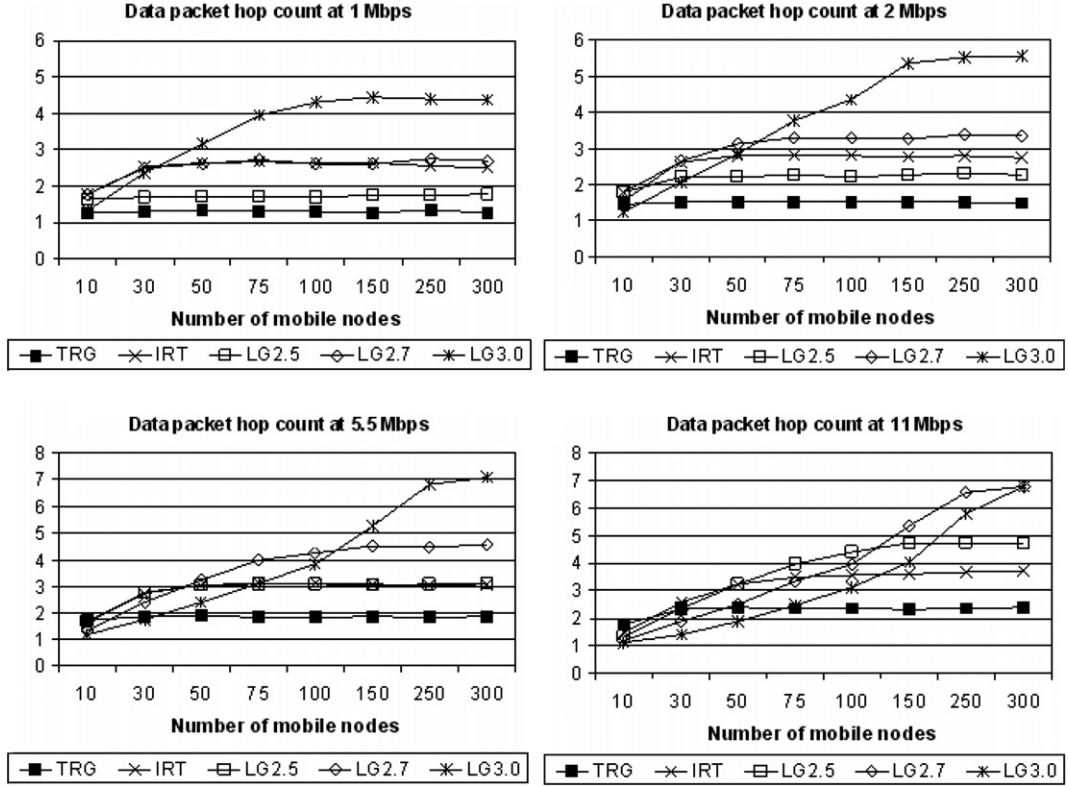 Data packet hop count at 1 Mbps
6
5
4
3
2
1
0
10 30 50 75 100 150 250 300
Number of mobile nodes
TRG IRT LG2.5 LG2.7 LG3.0
Data packet hop count at 2 Mbps
6
5
4
3
2
1
0
10 30 50 75 100 150 250 300
Number of mobile nodes
TRG IRT LG2.5 LG2.7 LG3.0
Data packet hop count at 5.5 Mbps
8
7
6
5
4
3
2
1
0
10 30 50 75 100 150 250 300
Number of mobile nodes
TRG IRT LG2.5 LG2.7 LG3.0
Data packet hop count at 11 Mbps
8
7
6
5
4
3
2
1
0
10 30 50 75 100 150 250 300
Number of mobile nodes
TRG IRT LG2.5 LG2.7 LG3.0